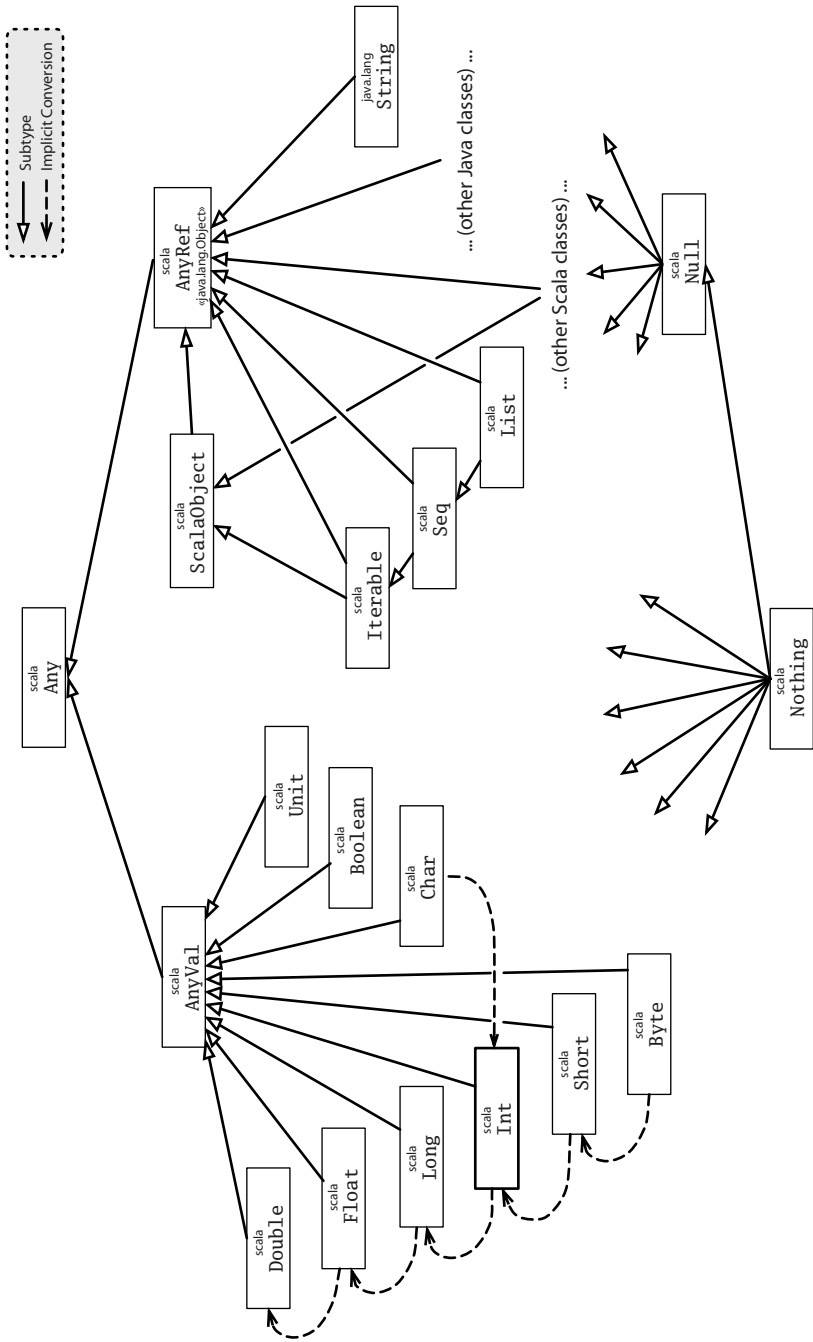 Subtype
Implicit Conversion
scala
Any
scala
AnyVal
scala
AnyRef
«java.lang.Object»
scala
Double
scala
Float
scala
Long
scala
Int
scala
Short
scala
Byte
scala
Char
scala
Boolean
scala
Unit
scala
ScalaObject
scala
Iterable
scala
Seq
scala
List
java.lang
String
... (other Java classes) ...
... (other Scala classes) ...
scala
Null
scala
Nothing